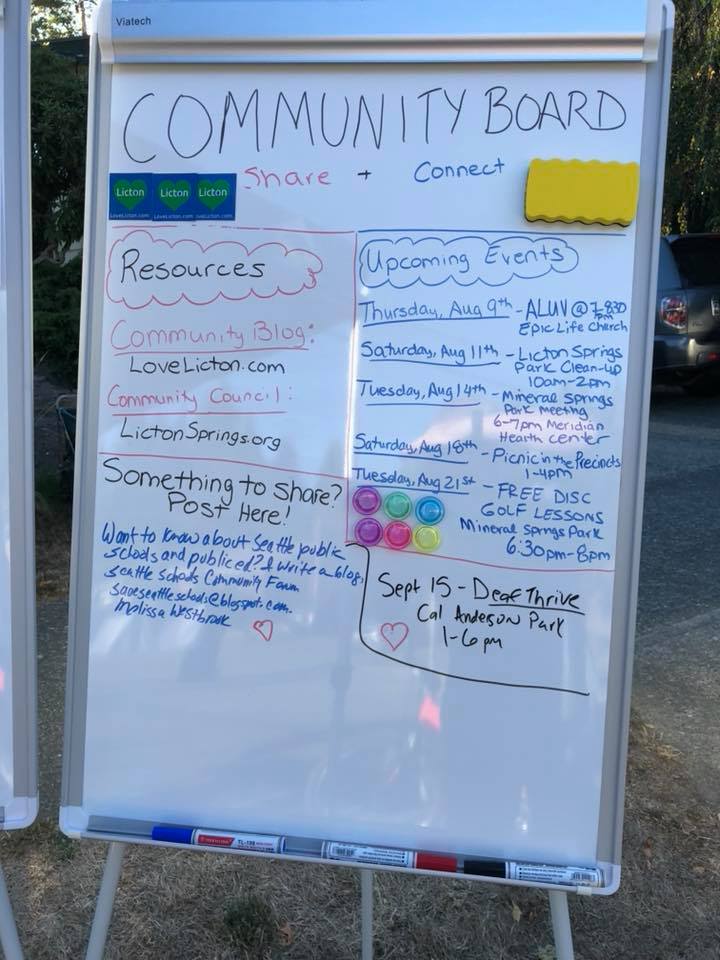 Viatech
COMMUNITY BOARD
Share + Connect
Licton Licton Licton
LoveLicton.com LoveLicton.com LoveLicton.com
Resources
Community Blog:
LoveLicton.com
Community Council:
LictonSprings.org
Something to share?
Post Here!
Want to know about Seattle public
schools and publiced? I write a blog,
seattle schools Community Forum
saveseattleschools@blogspot.com.
Melissa Westbrook
Upcoming Events
Thursday, Aug 9th - ALUV @ 7-830
pm
Epic Life Church
Saturday, Aug 11th - Licton Springs
Park Clean-up
10am-2pm
Tuesday, Aug 14th - Mineral Springs
Park Meeting
6-7pm Meridian
Health Center
Saturday, Aug 18th - Picnic in the Precincts
1-4pm
Tuesday, Aug 21st - FREE DISC
GOLF LESSONS
Mineral Springs Park
6:30pm-8pm
Sept 15 - Deaf Thrive
Cal Anderson Park
1-6pm